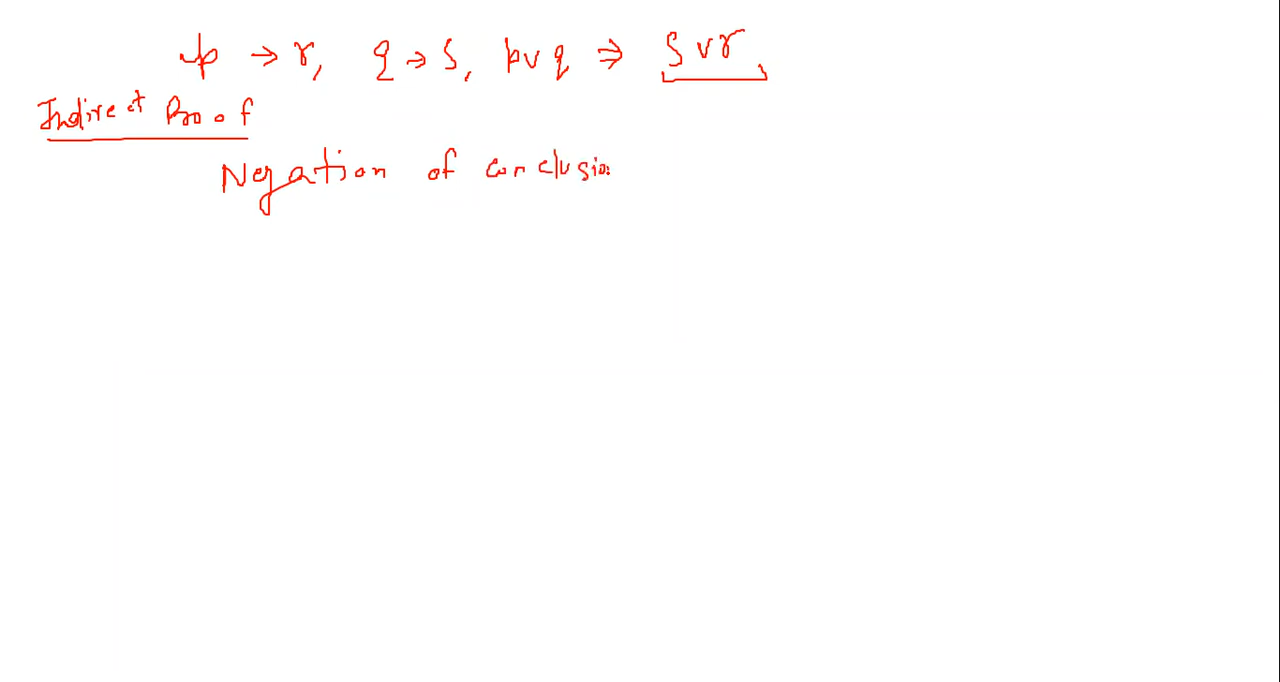 p → r, q → s, p ∨ q ⇒ s ∨ r
Indirect Proof
Negation of conclusion